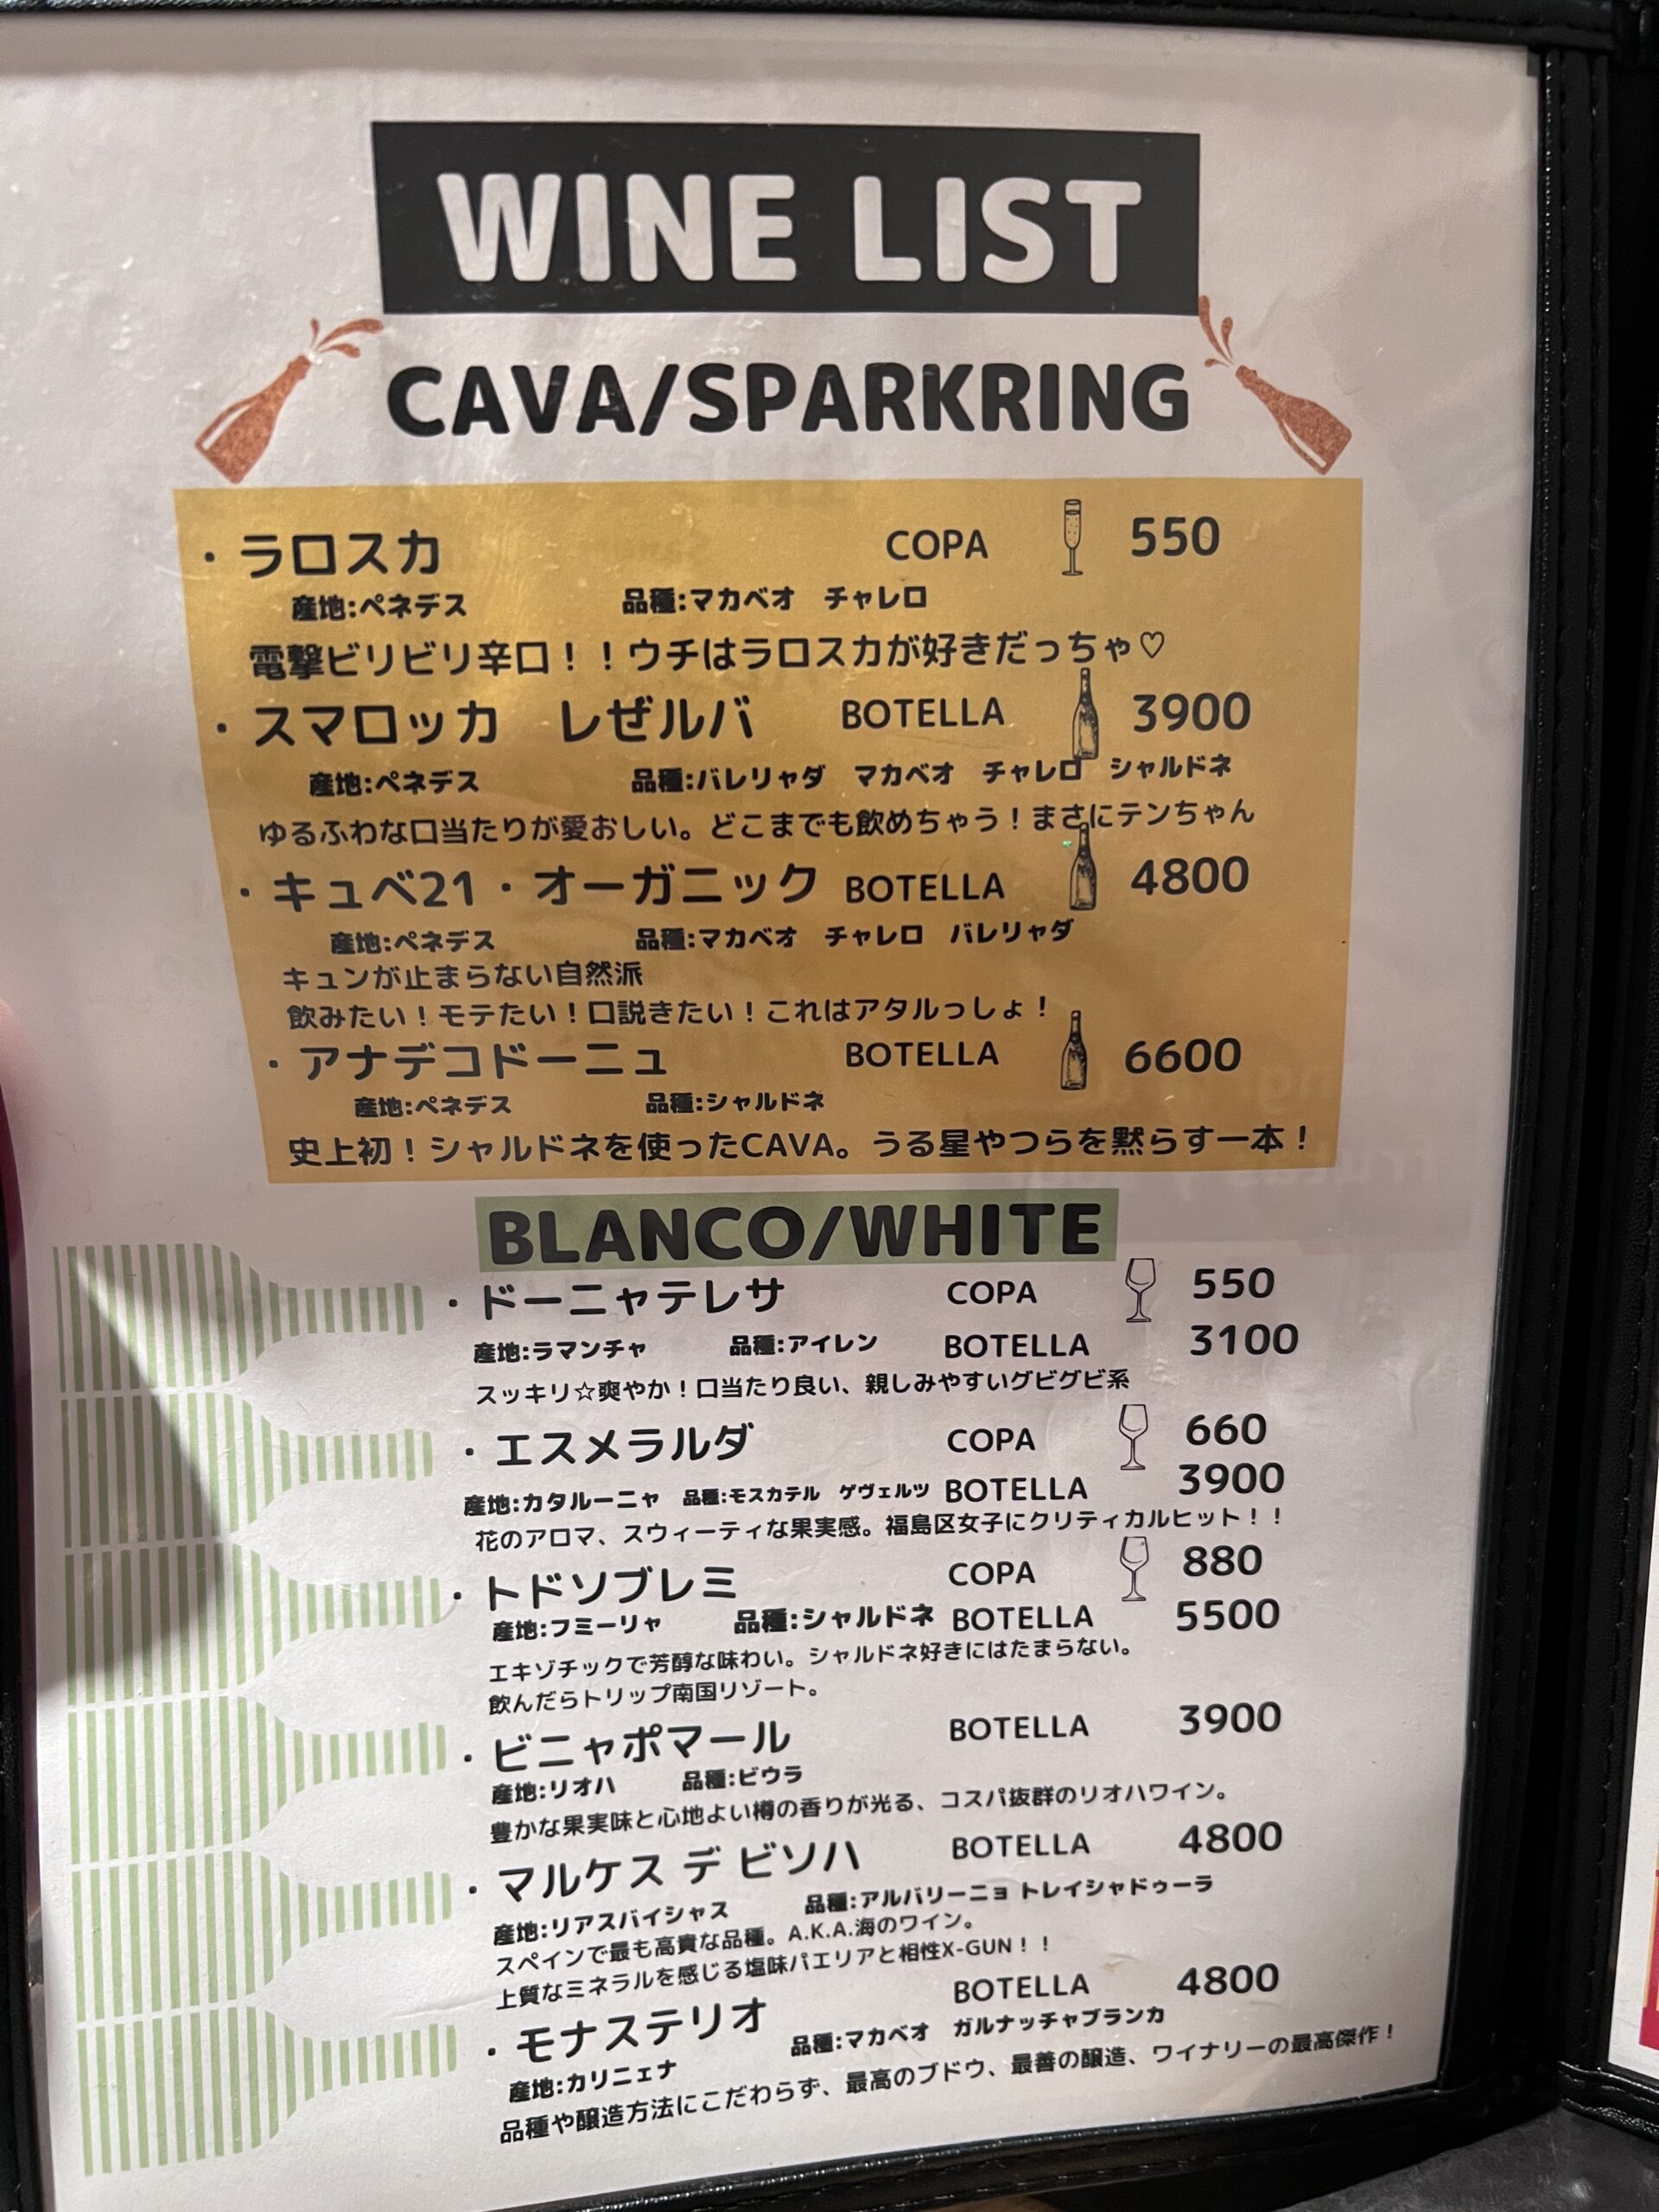 WINE LIST
CAVA/SPARKRING
・ラロスカ COPA 550
産地:ペネデス 品種:マカベオ チャレロ
電撃ビリビリ辛口！！ウチはラロスカが好きだっちゃ♡
・スマロッカ レぜルバ BOTELLA 3900
産地:ペネデス 品種:バレリャダ マカベオ チャレロ シャルドネ
ゆるふわな口当たりが愛おしい。どこまでも飲めちゃう！まさにテンちゃん
・キュベ21・オーガニック BOTELLA 4800
産地:ペネデス 品種:マカベオ チャレロ バレリャダ
キュンが止まらない自然派
飲みたい！モテたい！口説きたい！これはアタルっしょ！
・アナデコドーニュ BOTELLA 6600
産地:ペネデス 品種:シャルドネ
史上初！シャルドネを使ったCAVA。うる星やつらを黙らす一本！
BLANCO/WHITE
・ドーニャテレサ COPA 550
産地:ラマンチャ 品種:アイレン BOTELLA 3100
スッキリ☆爽やか！口当たり良い、親しみやすいグビグビ系
・エスメラルダ COPA 660
産地:カタルーニャ 品種:モスカテル ゲヴェルツ BOTELLA 3900
花のアロマ、スウィーティな果実感。福島区女子にクリティカルヒット！！
・トドソブレミ COPA 880
産地:フミーリャ 品種:シャルドネ BOTELLA 5500
エキゾチックで芳醇な味わい。シャルドネ好きにはたまらない。
飲んだらトリップ南国リゾート。
・ビニャポマール BOTELLA 3900
産地:リオハ 品種:ビウラ
豊かな果実味と心地よい樽の香りが光る、コスパ抜群のリオハワイン。
・マルケス デ ビソハ BOTELLA 4800
産地:リアスバイシャス 品種:アルバリーニョ トレイシャドゥーラ
スペインで最も高貴な品種。A.K.A.海のワイン。
上質なミネラルを感じる塩味パエリアと相性X-GUN！！
・モナステリオ BOTELLA 4800
産地:カリニェナ 品種:マカベオ ガルナッチャブランカ
品種や醸造方法にこだわらず、最高のブドウ、最善の醸造、ワイナリーの最高傑作！